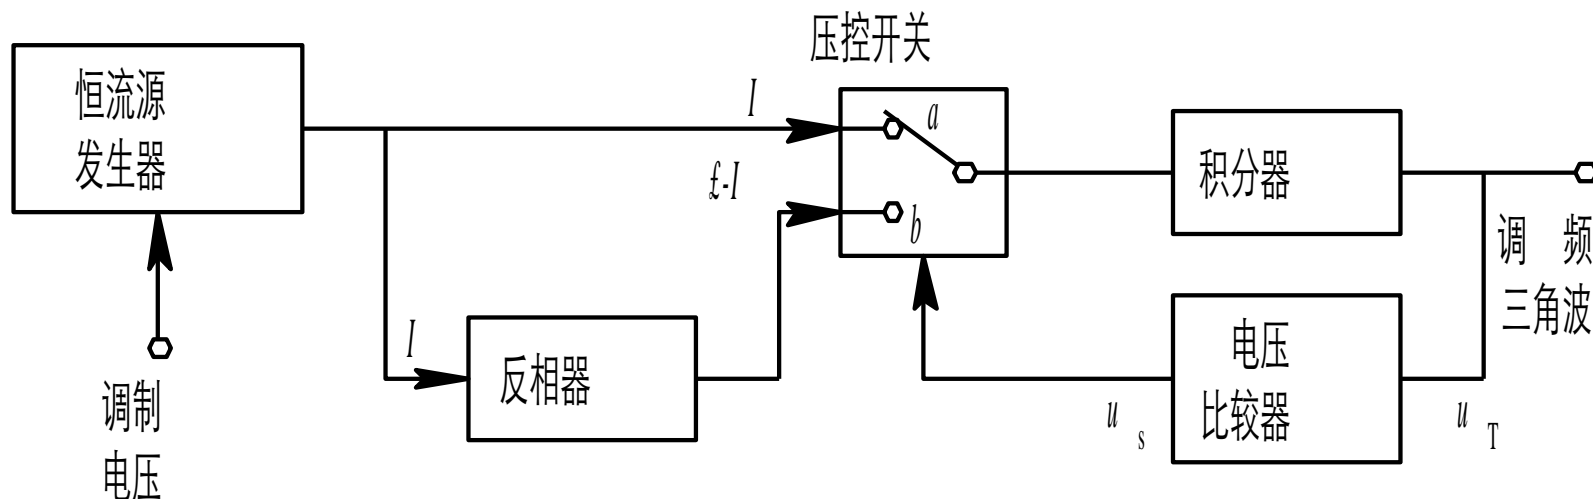 压控开关
恒流源
发生器
I
a
£-I
b
积分器
调 频
三角波
I
反相器
电压
比较器
u s
u T
调制
电压